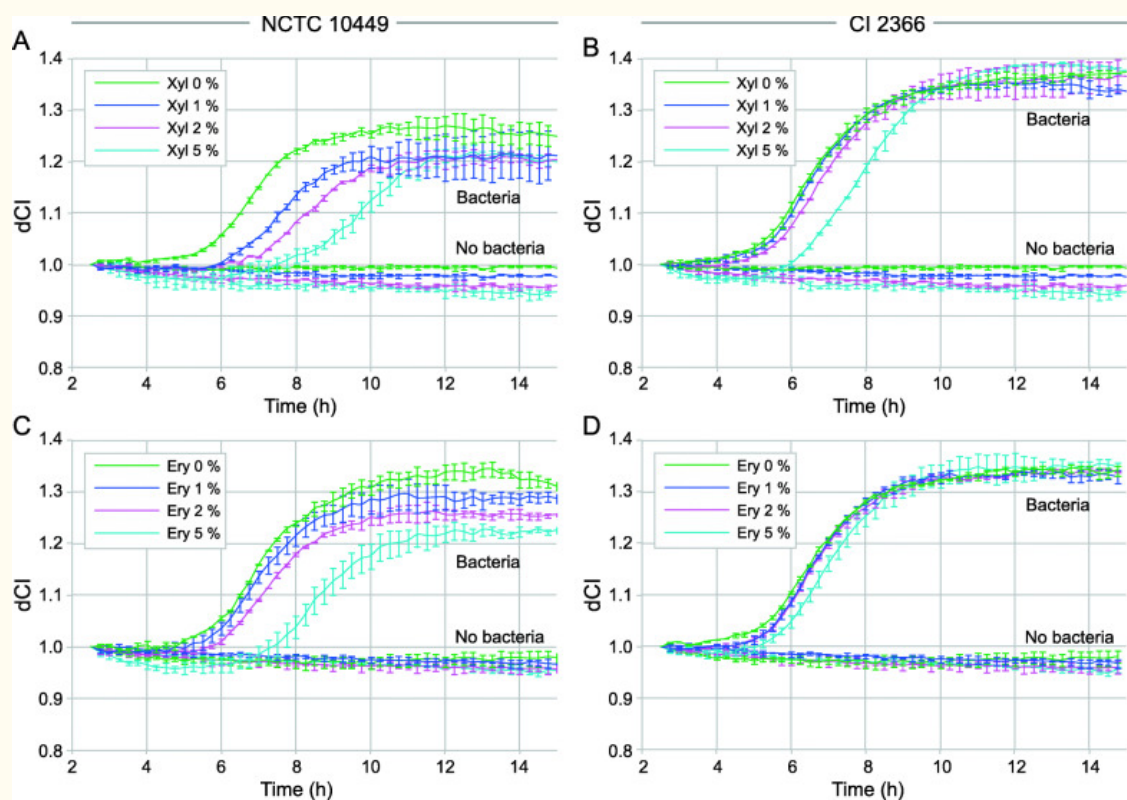 NCTC 10449
CI 2366
A
1.4
1.3
1.2
1.1
1.0
0.9
0.8
dCI
Xyl 0 %
Xyl 1 %
Xyl 2 %
Xyl 5 %
Bacteria
No bacteria
2 4 6 8 10 12 14
Time (h)
B
1.4
1.3
1.2
1.1
1.0
0.9
0.8
dCI
Xyl 0 %
Xyl 1 %
Xyl 2 %
Xyl 5 %
Bacteria
No bacteria
2 4 6 8 10 12 14
Time (h)
C
1.4
1.3
1.2
1.1
1.0
0.9
0.8
dCI
Ery 0 %
Ery 1 %
Ery 2 %
Ery 5 %
Bacteria
No bacteria
2 4 6 8 10 12 14
Time (h)
D
1.4
1.3
1.2
1.1
1.0
0.9
0.8
dCI
Ery 0 %
Ery 1 %
Ery 2 %
Ery 5 %
Bacteria
No bacteria
2 4 6 8 10 12 14
Time (h)